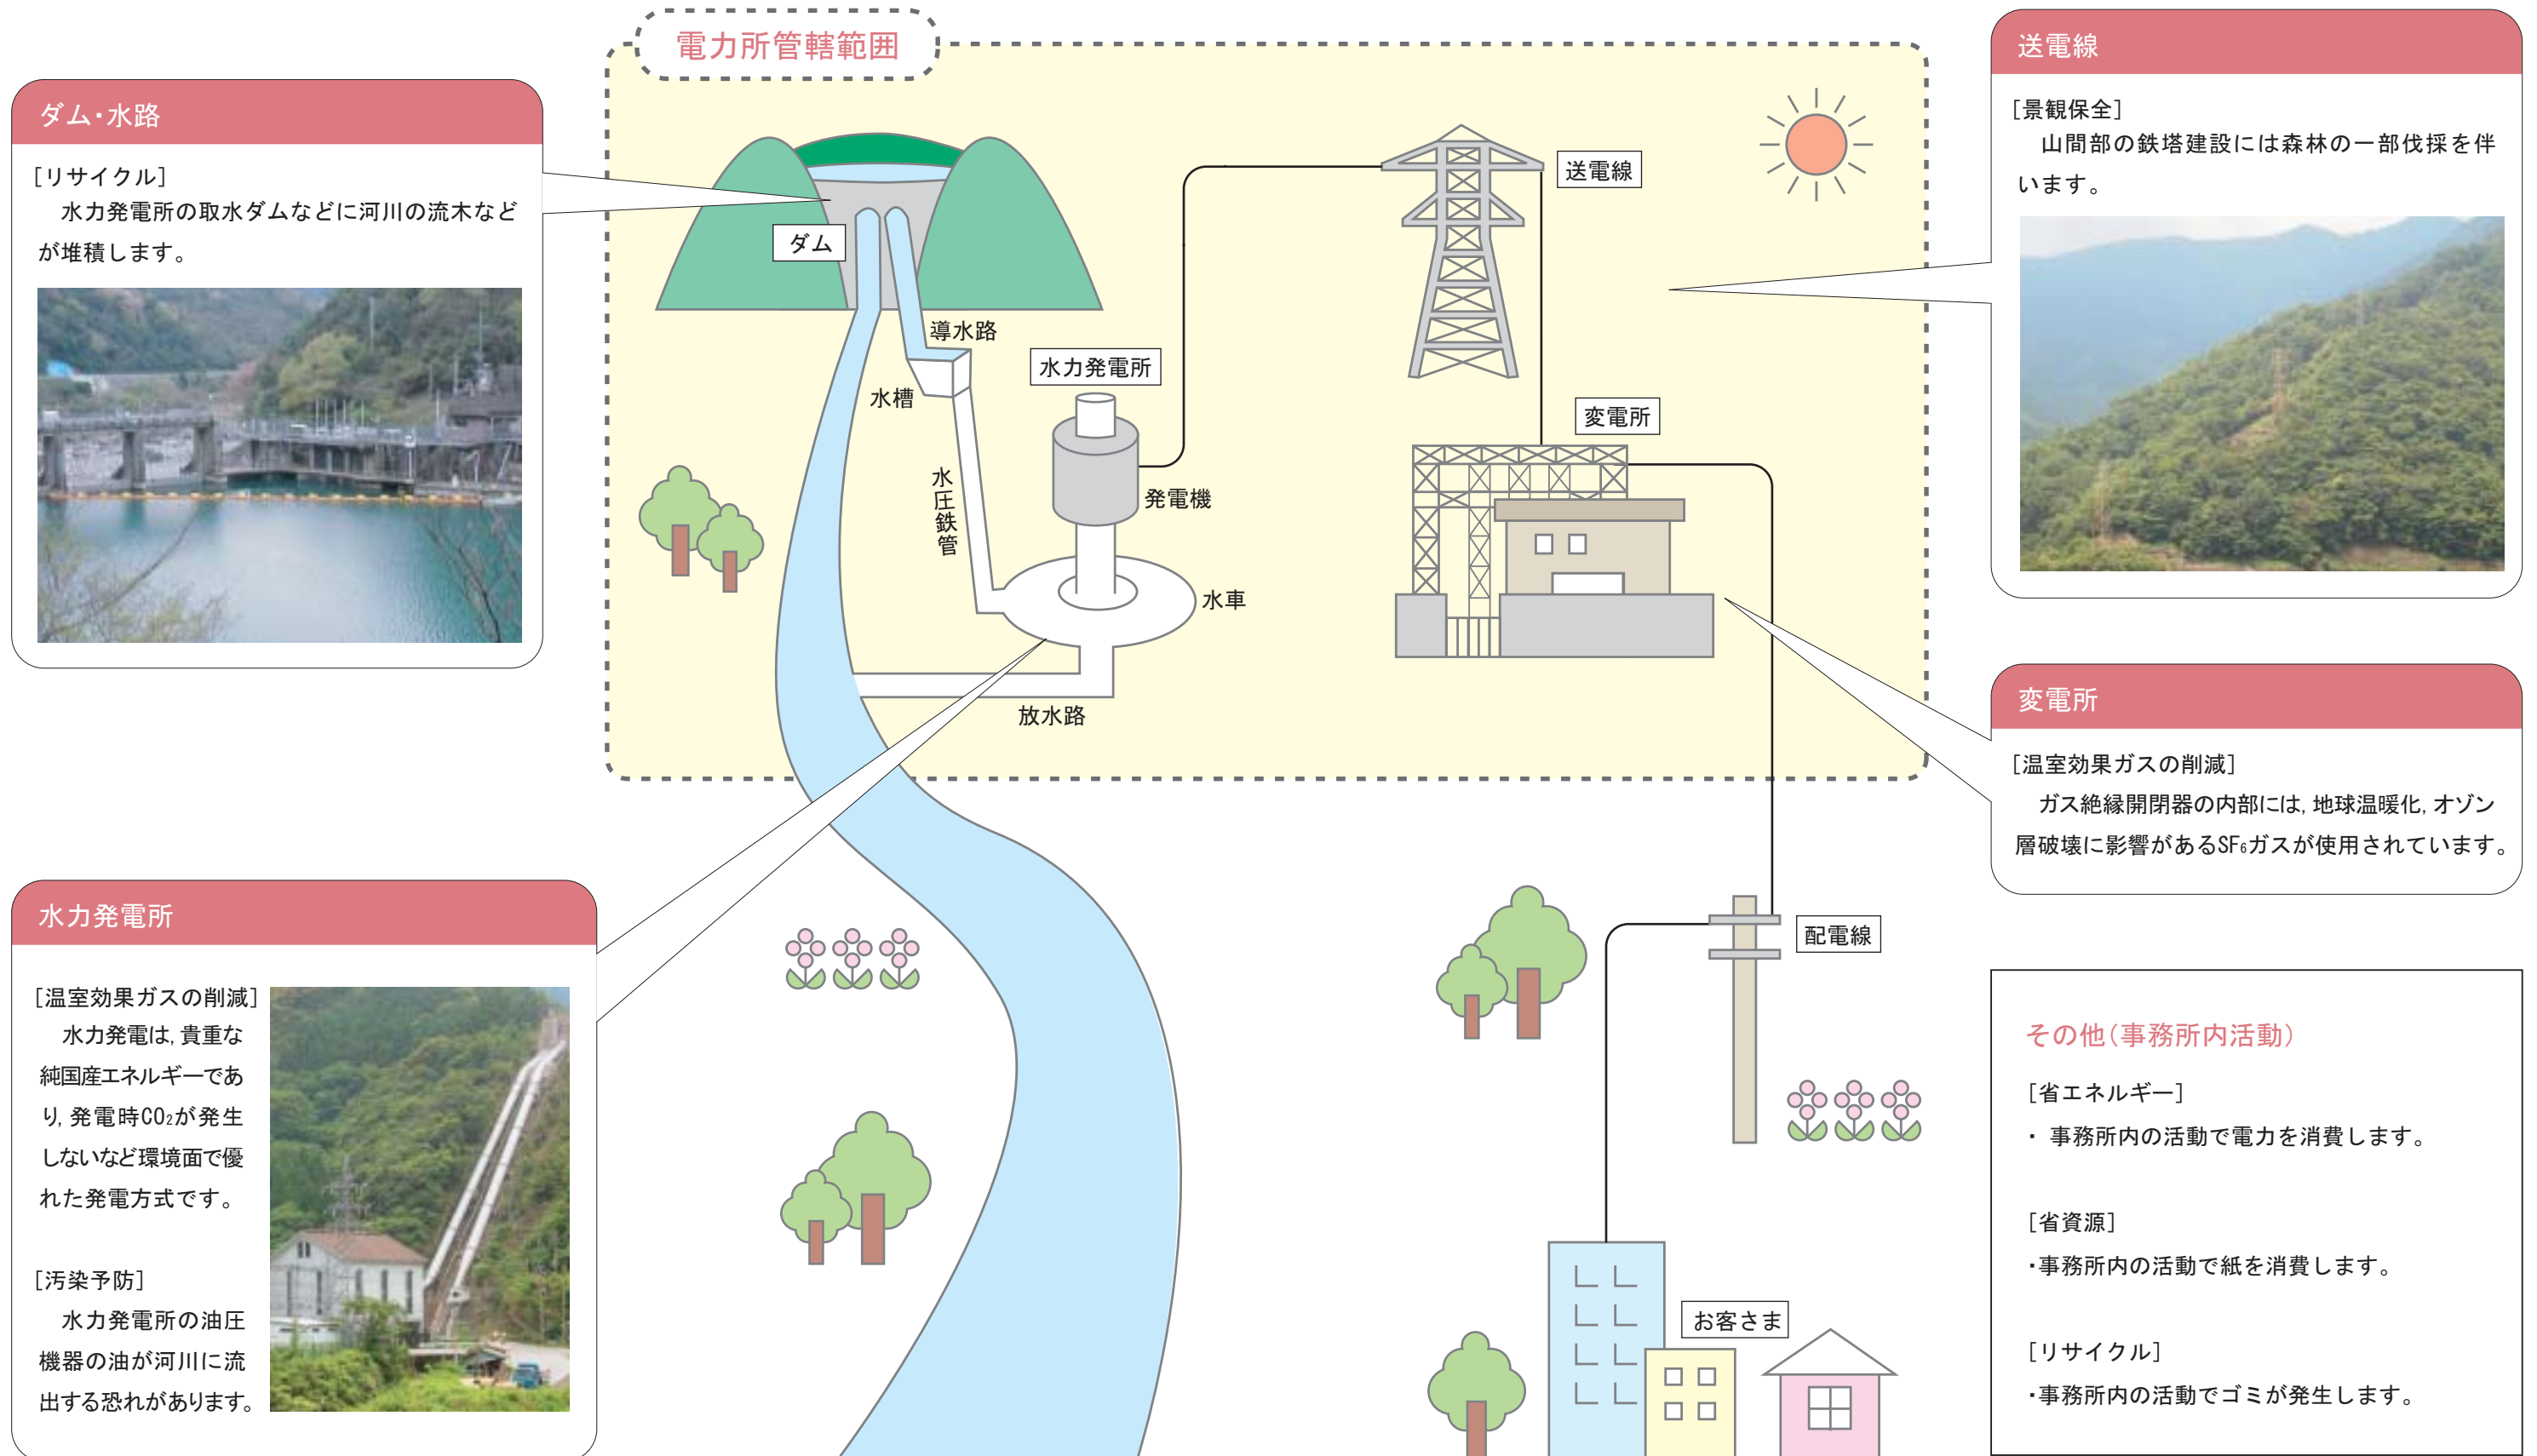 電力所管轄範囲
ダム・水路
[リサイクル]
水力発電所の取水ダムなどに河川の流木など
が堆積します。
ダム
導水路
水槽
水圧鉄管
水力発電所
発電機
水車
放水路
送電線
変電所
配電線
お客さま
送電線
[景観保全]
山間部の鉄塔建設には森林の一部伐採を伴
います。
変電所
[温室効果ガスの削減]
ガス絶縁開閉器の内部には,地球温暖化,オゾン
層破壊に影響があるSF₆ガスが使用されています。
水力発電所
[温室効果ガスの削減]
水力発電は,貴重な
純国産エネルギーであ
り,発電時CO₂が発生
しないなど環境面で優
れた発電方式です。
[汚染予防]
水力発電所の油圧
機器の油が河川に流
出する恐れがあります。
その他(事務所内活動)
[省エネルギー]
・ 事務所内の活動で電力を消費します。
[省資源]
・事務所内の活動で紙を消費します。
[リサイクル]
・事務所内の活動でゴミが発生します。